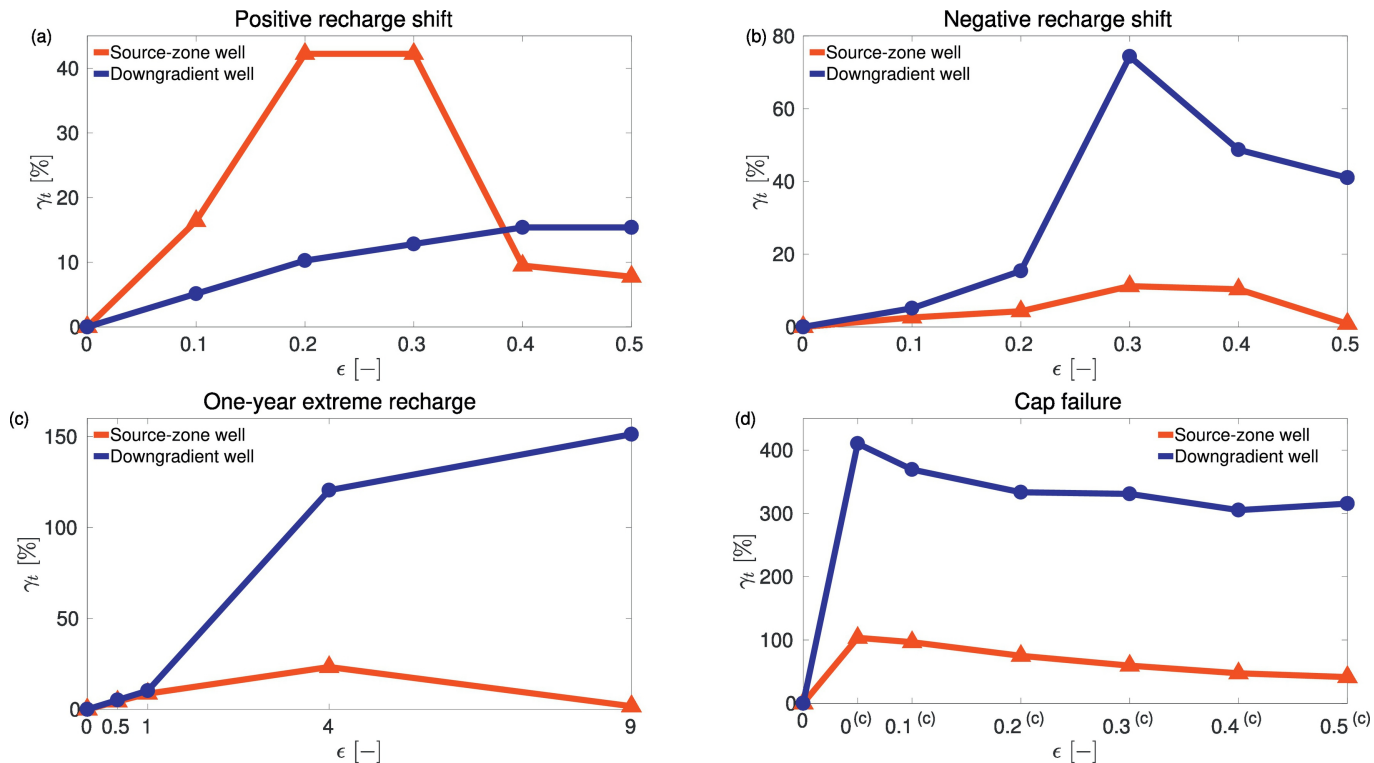 Positive recharge shift
(a)
Source-zone well
Downgradient well
40
30
20
10
0
γt [%]
0 0.1 0.2 0.3 0.4 0.5
ϵ [−]
Negative recharge shift
(b)
Source-zone well
Downgradient well
80
60
40
20
0
γt [%]
0 0.1 0.2 0.3 0.4 0.5
ϵ [−]
One-year extreme recharge
(c)
Source-zone well
Downgradient well
150
100
50
0
γt [%]
0 0.5 1 4 9
ϵ [−]
Cap failure
(d)
Source-zone well
Downgradient well
400
300
200
100
0
γt [%]
0 0(c) 0.1(c) 0.2(c) 0.3(c) 0.4(c) 0.5(c)
ϵ [−]